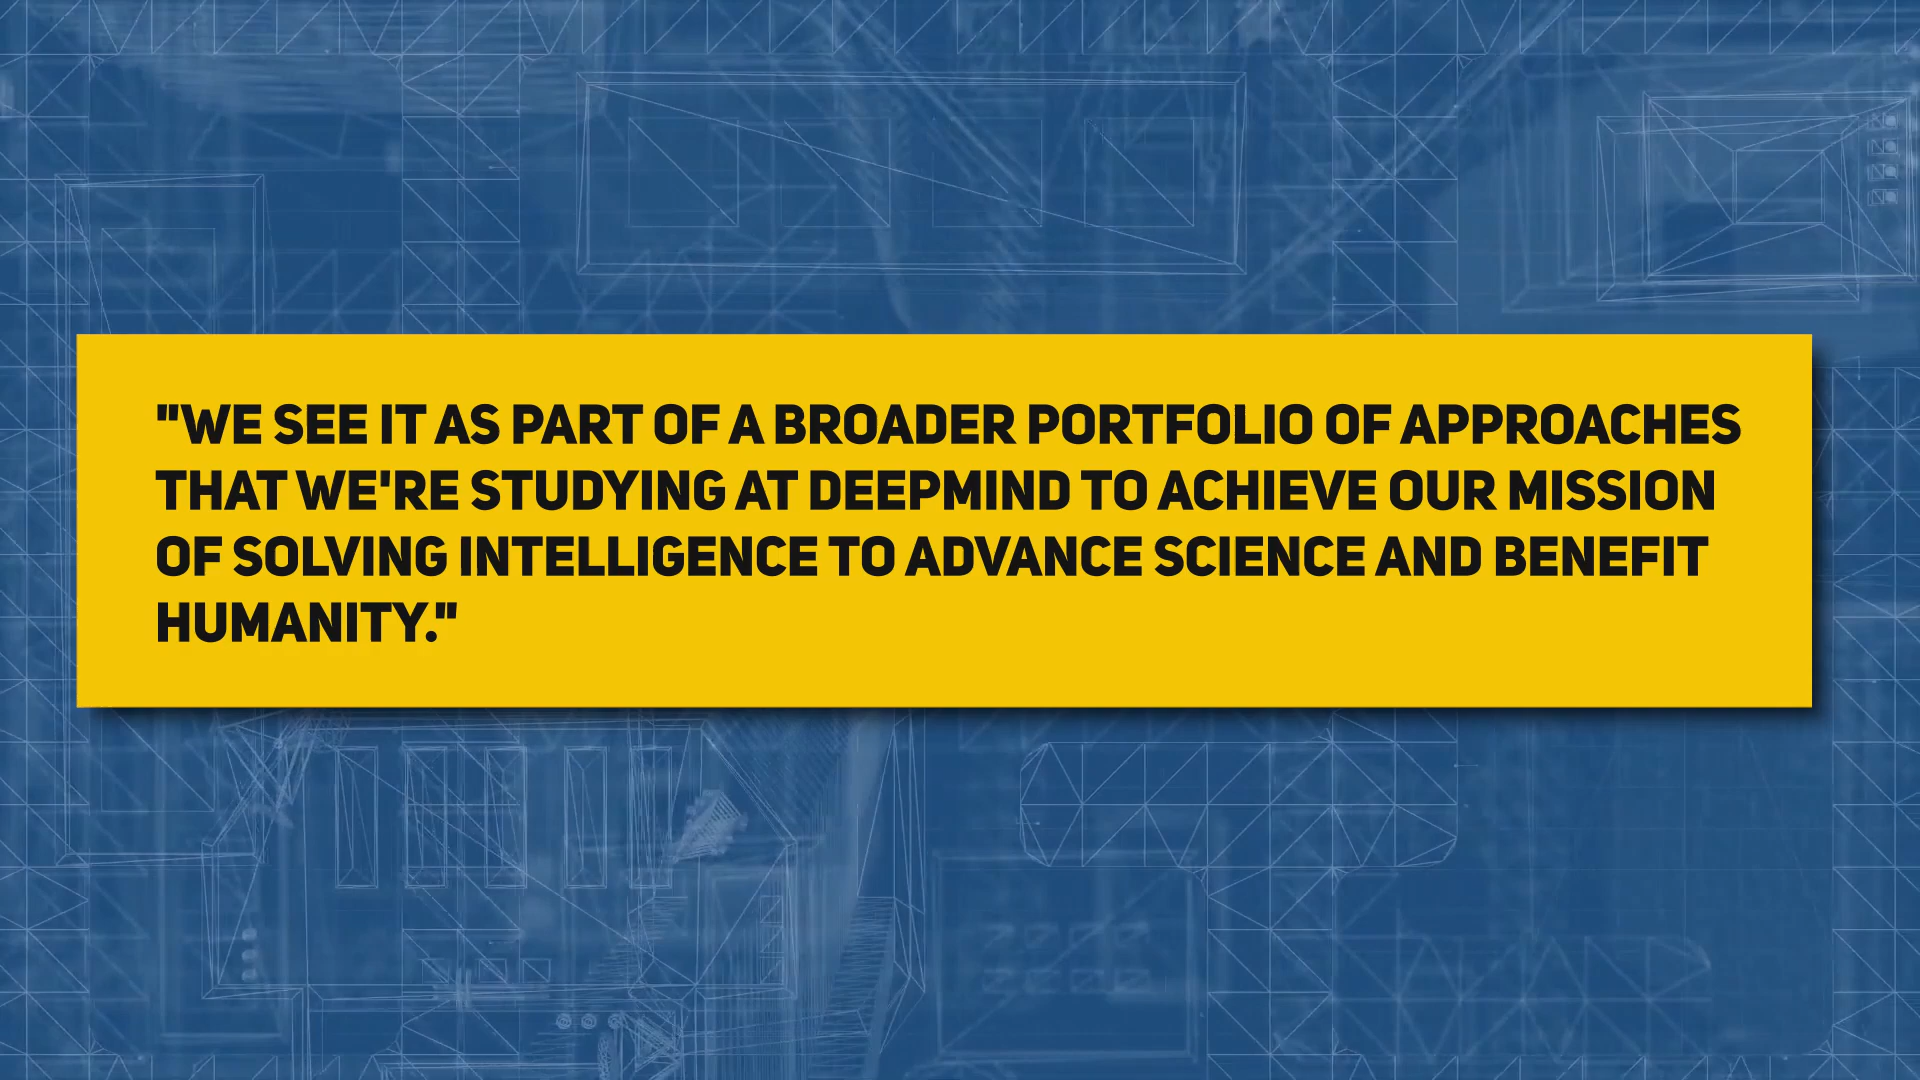 "WE SEE IT AS PART OF A BROADER PORTFOLIO OF APPROACHES
THAT WE'RE STUDYING AT DEEPMIND TO ACHIEVE OUR MISSION
OF SOLVING INTELLIGENCE TO ADVANCE SCIENCE AND BENEFIT
HUMANITY."